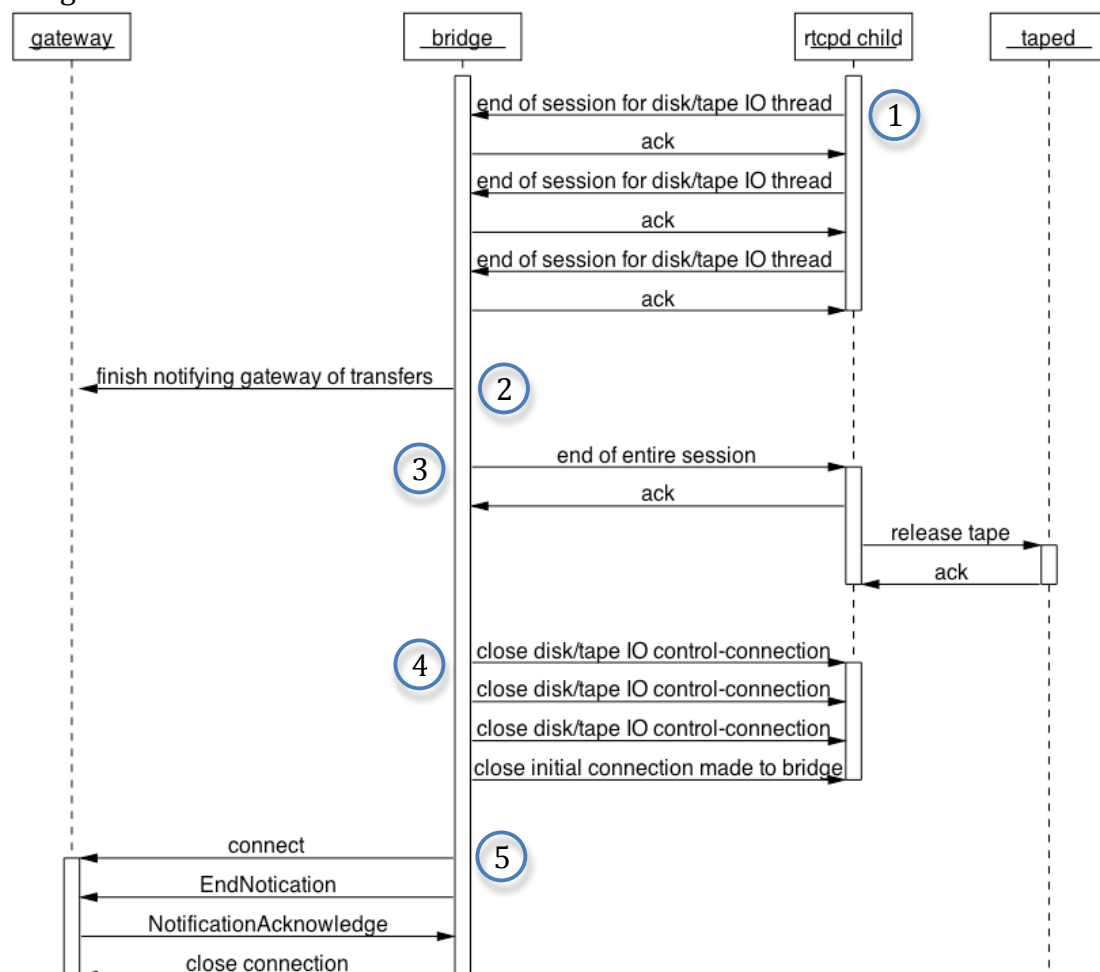 gateway
bridge
rtcpd child
taped
end of session for disk/tape IO thread
1
ack
end of session for disk/tape IO thread
ack
end of session for disk/tape IO thread
ack
finish notifying gateway of transfers
2
3
end of entire session
ack
release tape
ack
4
close disk/tape IO control-connection
close disk/tape IO control-connection
close disk/tape IO control-connection
close initial connection made to bridge
connect
5
EndNotication
NotificationAcknowledge
close connection